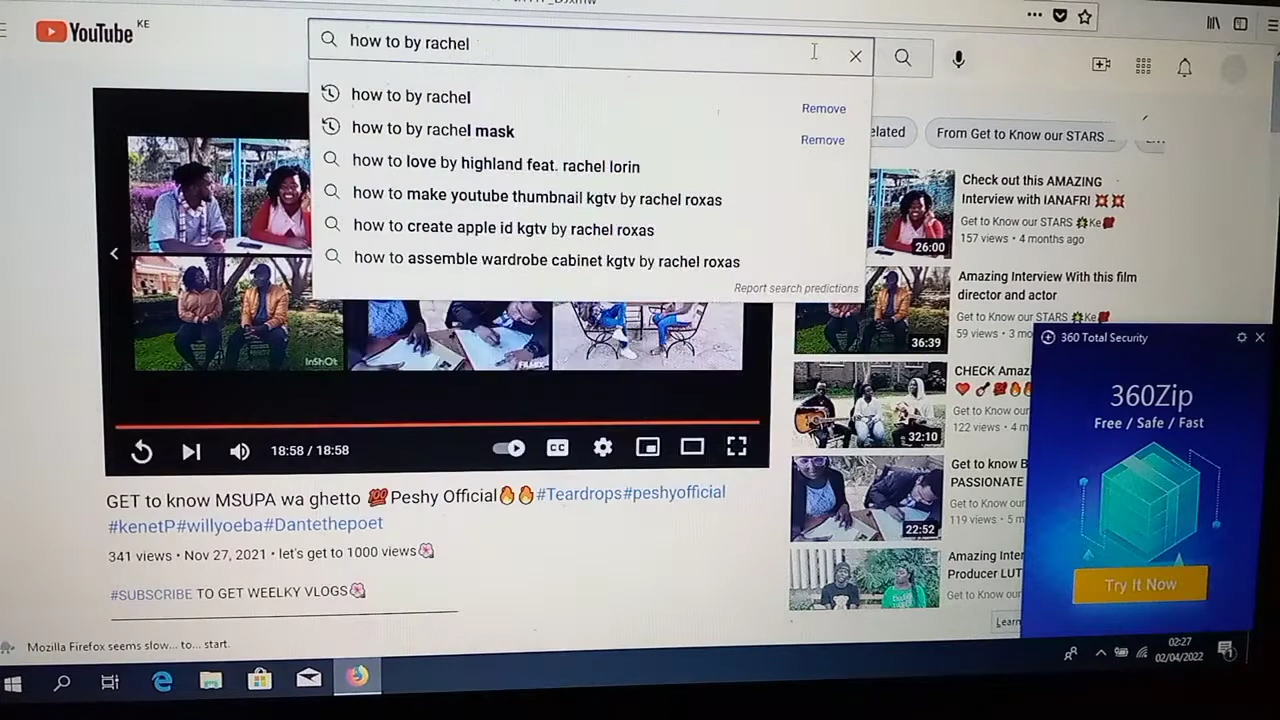 YouTube KE
how to by rachel
how to by rachel
Remove
how to by rachel mask
Remove
how to love by highland feat. rachel lorin
how to make youtube thumbnail kgtv by rachel roxas
how to create apple id kgtv by rachel roxas
how to assemble wardrobe cabinet kgtv by rachel roxas
Report search predictions
elated
From Get to Know our STARS ...
InShOt
FILMIX
18:58 / 18:58
CC
GET to know MSUPA wa ghetto 💯Peshy Official🔥🔥#Teardrops#peshyofficial
#kenetP#willyoeba#Dantethepoet
341 views • Nov 27, 2021 • let's get to 1000 views🌸
#SUBSCRIBE TO GET WEELKY VLOGS🌸
Check out this AMAZING
Interview with IANAFRI 💥💥
Get to Know our STARS 🌟Ke💯
157 views • 4 months ago
26:00
Amazing Interview With this film
director and actor
Get to Know our STARS 🌟Ke💯
59 views • 3 mo
36:39
CHECK Amaz
Get to Know our
122 views • 4 m
32:10
Get to know B
PASSIONATE
Get to Know our
119 views • 5 m
22:52
Amazing Inter
Producer LUT
Get to Know our
Learn
360 Total Security
360Zip
Free / Safe / Fast
Try It Now
Mozilla Firefox seems slow... to... start.
02:27
02/04/2022
1